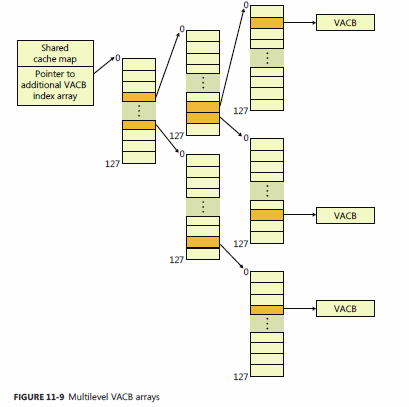 Shared
cache map
Pointer to
additional VACB
index array
0
127
0
127
0
127
0
127
0
127
0
127
VACB
VACB
VACB
FIGURE 11-9 Multilevel VACB arrays